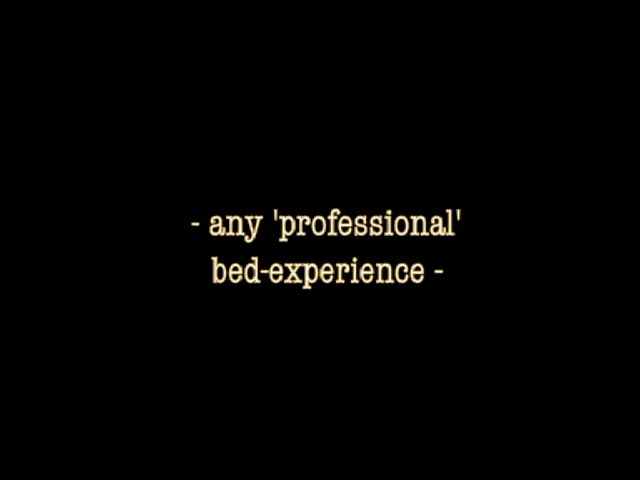 - any 'professional'
bed-experience -